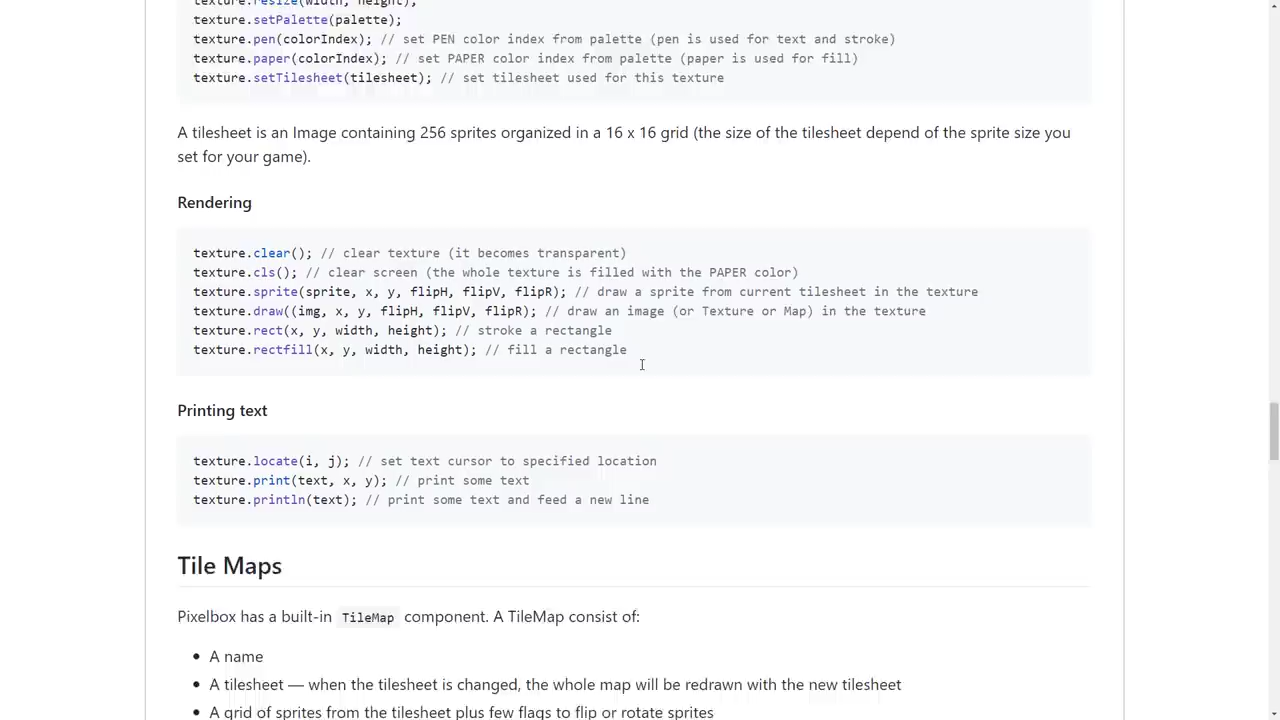 texture.resize(width, height);
texture.setPalette(palette);
texture.pen(colorIndex); // set PEN color index from palette (pen is used for text and stroke)
texture.paper(colorIndex); // set PAPER color index from palette (paper is used for fill)
texture.setTilesheet(tilesheet); // set tilesheet used for this texture
A tilesheet is an Image containing 256 sprites organized in a 16 x 16 grid (the size of the tilesheet depend of the sprite size you
set for your game).
Rendering
texture.clear(); // clear texture (it becomes transparent)
texture.cls(); // clear screen (the whole texture is filled with the PAPER color)
texture.sprite(sprite, x, y, flipH, flipV, flipR); // draw a sprite from current tilesheet in the texture
texture.draw((img, x, y, flipH, flipV, flipR); // draw an image (or Texture or Map) in the texture
texture.rect(x, y, width, height); // stroke a rectangle
texture.rectfill(x, y, width, height); // fill a rectangle
Printing text
texture.locate(i, j); // set text cursor to specified location
texture.print(text, x, y); // print some text
texture.println(text); // print some text and feed a new line
Tile Maps
Pixelbox has a built-in TileMap component. A TileMap consist of:
• A name
• A tilesheet — when the tilesheet is changed, the whole map will be redrawn with the new tilesheet
• A grid of sprites from the tilesheet plus few flags to flip or rotate sprites